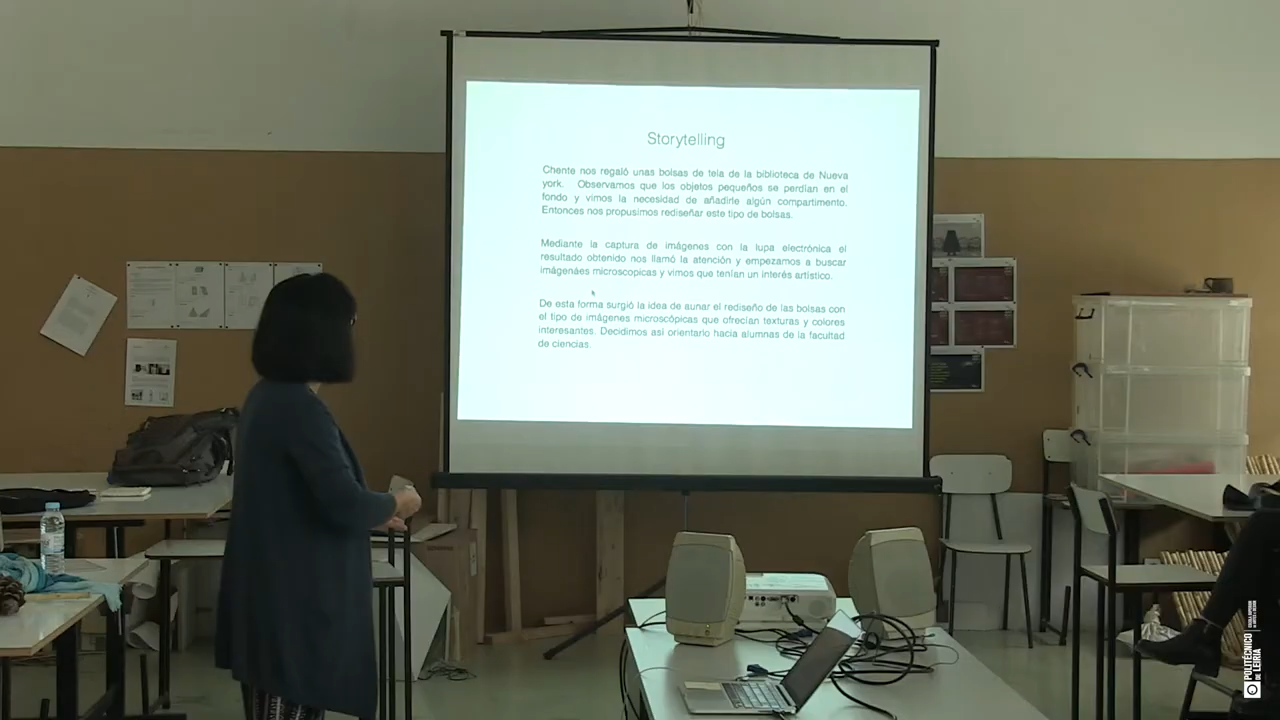 Storytelling
Chente nos regaló unas bolsas de tela de la biblioteca de Nueva
york. Observamos que los objetos pequeños se perdían en el
fondo y vimos la necesidad de añadirle algún compartimento.
Entonces nos propusimos rediseñar este tipo de bolsas.
Mediante la captura de imágenes con la lupa electrónica el
resultado obtenido nos llamó la atención y empezamos a buscar
imágenáes microscopicas y vimos que tenían un interés artístico.
De esta forma surgió la idea de aunar el rediseño de las bolsas con
el tipo de imágenes microscópicas que ofrecían texturas y colores
interesantes. Decidimos asi orientarlo hacia alumnas de la facultad
de ciencias.
POLITÉCNICO
DE LEIRIA